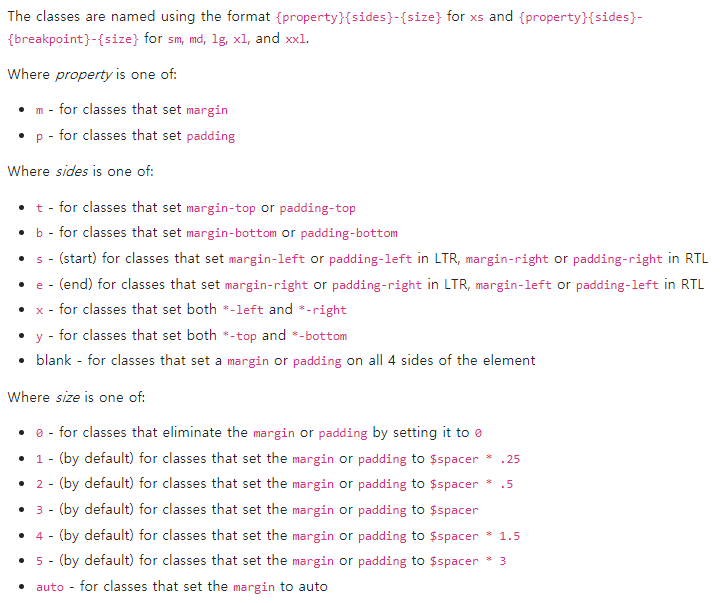 The classes are named using the format {property}{sides}-{size} for xs and {property}{sides}-
{breakpoint}-{size} for sm, md, lg, xl, and xxl.
Where property is one of:
• m - for classes that set margin
• p - for classes that set padding
Where sides is one of:
• t - for classes that set margin-top or padding-top
• b - for classes that set margin-bottom or padding-bottom
• s - (start) for classes that set margin-left or padding-left in LTR, margin-right or padding-right in RTL
• e - (end) for classes that set margin-right or padding-right in LTR, margin-left or padding-left in RTL
• x - for classes that set both *-left and *-right
• y - for classes that set both *-top and *-bottom
• blank - for classes that set a margin or padding on all 4 sides of the element
Where size is one of:
• 0 - for classes that eliminate the margin or padding by setting it to 0
• 1 - (by default) for classes that set the margin or padding to $spacer * .25
• 2 - (by default) for classes that set the margin or padding to $spacer * .5
• 3 - (by default) for classes that set the margin or padding to $spacer
• 4 - (by default) for classes that set the margin or padding to $spacer * 1.5
• 5 - (by default) for classes that set the margin or padding to $spacer * 3
• auto - for classes that set the margin to auto